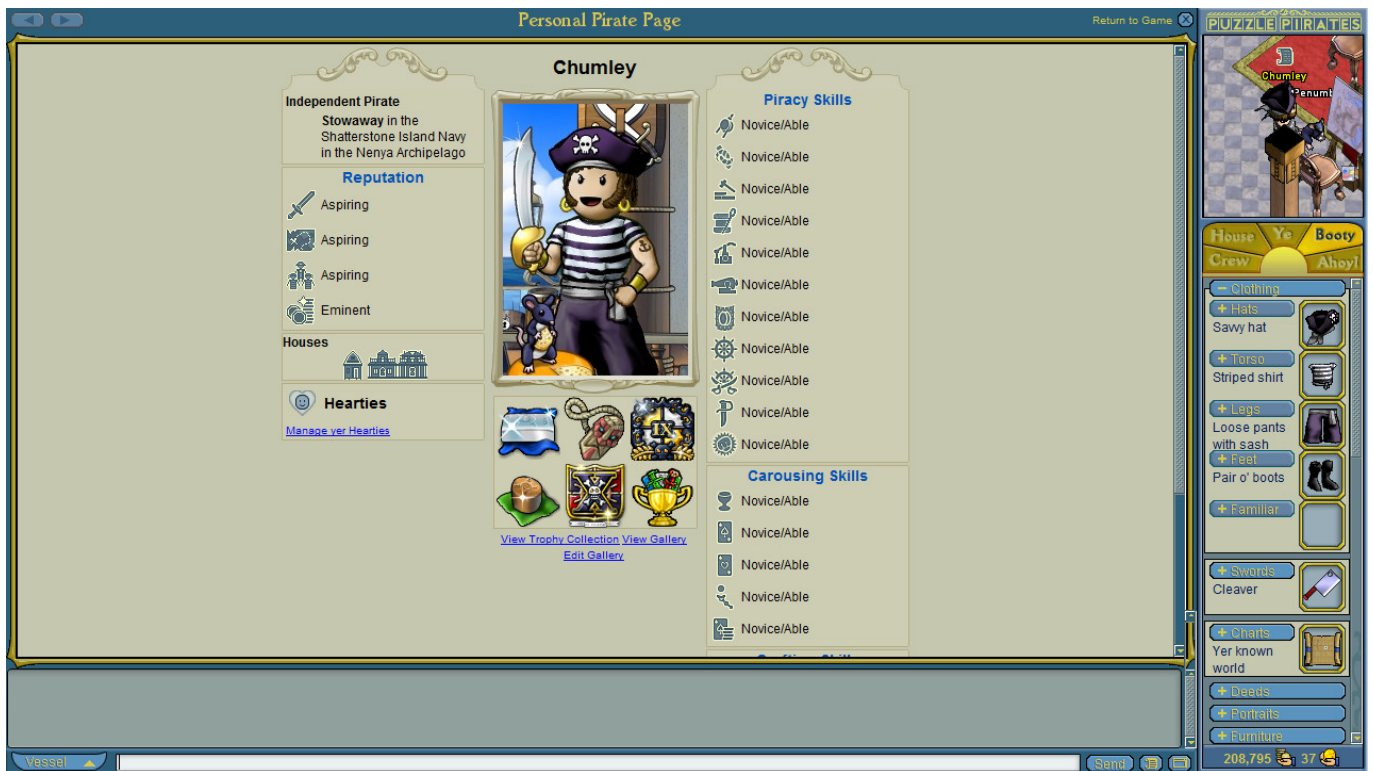 Personal Pirate Page
Return to Game
PUZZLE PIRATES
Chumley
Independent Pirate
Stowaway in the
Shatterstone Island Navy
in the Nenya Archipelago
Reputation
Aspiring
Aspiring
Aspiring
Eminent
Houses
Hearties
Manage yer Hearties
IX
View Trophy Collection View Gallery
Edit Gallery
Piracy Skills
Novice/Able
Novice/Able
Novice/Able
Novice/Able
Novice/Able
Novice/Able
Novice/Able
Novice/Able
Novice/Able
Novice/Able
Novice/Able
Carousing Skills
Novice/Able
Novice/Able
Novice/Able
Novice/Able
Novice/Able
Chumley
Penumb
House Ye Booty
Crew Ahoy!
Clothing
+ Hats
Savvy hat
+ Torso
Striped shirt
+ Legs
Loose pants
with sash
+ Feet
Pair o' boots
+ Familiar
+ Swords
Cleaver
+ Charts
Yer known
world
+ Deeds
+ Portraits
+ Furniture
208,795 37
Vessel
Send